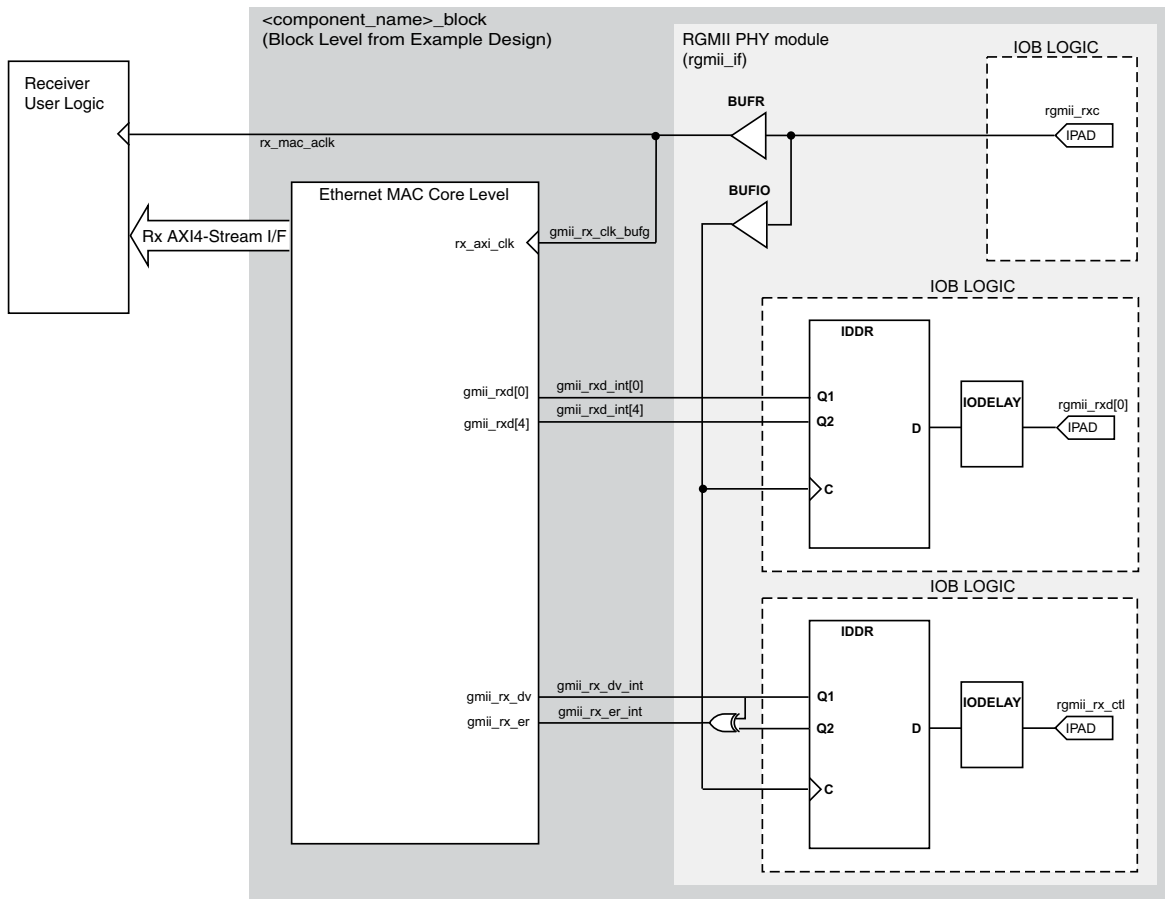 <component_name>_block
(Block Level from Example Design)
RGMII PHY module
(rgmii_if)
IOB LOGIC
Receiver
User Logic
BUFR
rgmii_rxc
IPAD
rx_mac_aclk
BUFIO
Ethernet MAC Core Level
Rx AXI4-Stream I/F
rx_axi_clk
gmii_rx_clk_bufg
IOB LOGIC
IDDR
gmii_rxd[0]
gmii_rxd_int[0]
Q1
IODELAY
rgmii_rxd[0]
gmii_rxd[4]
gmii_rxd_int[4]
Q2
D
IPAD
C
IOB LOGIC
IDDR
gmii_rx_dv
gmii_rx_dv_int
Q1
IODELAY
rgmii_rx_ctl
gmii_rx_er
gmii_rx_er_int
Q2
D
IPAD
C